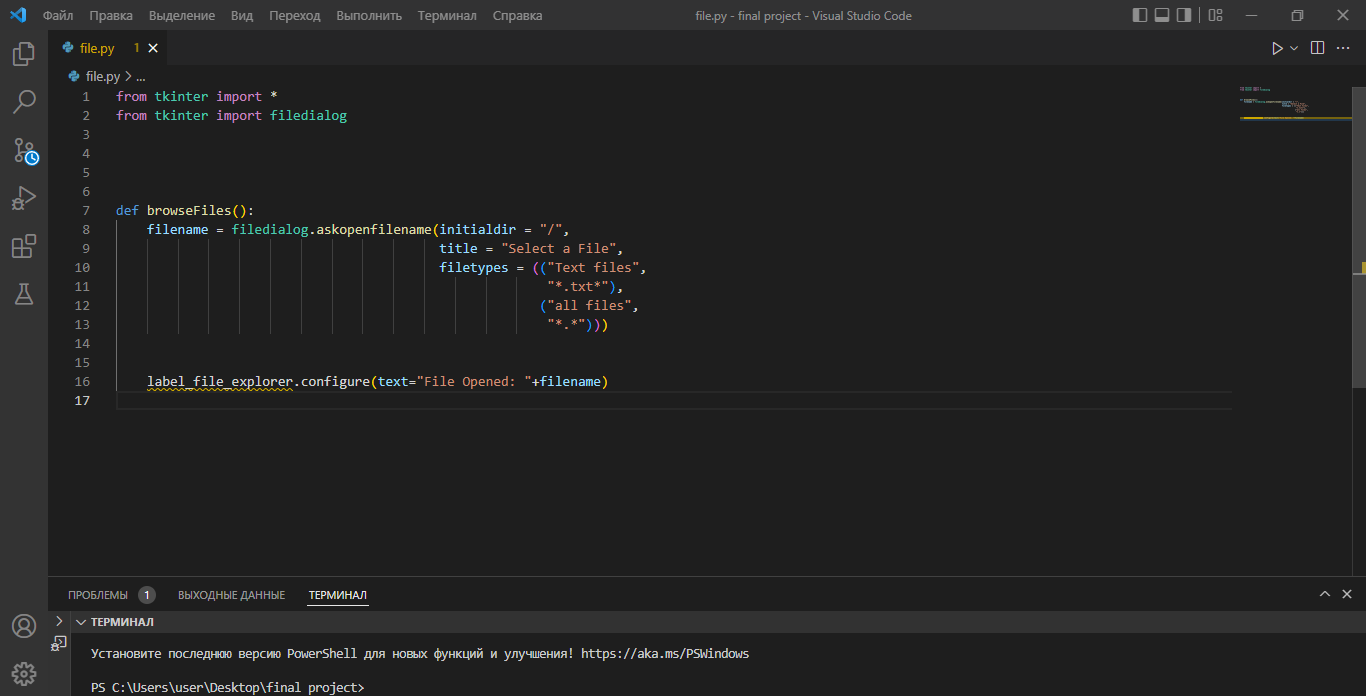 Файл Правка Выделение Вид Переход Выполнить Терминал Справка file.py - final project - Visual Studio Code
file.py 1
file.py > ...
1 from tkinter import *
2 from tkinter import filedialog
3
4
5
6
7 def browseFiles():
8 filename = filedialog.askopenfilename(initialdir = "/",
9 title = "Select a File",
10 filetypes = (("Text files",
11 "*.txt*"),
12 ("all files",
13 "*.*")))
14
15
16 label_file_explorer.configure(text="File Opened: "+filename)
17
ПРОБЛЕМЫ 1 ВЫХОДНЫЕ ДАННЫЕ ТЕРМИНАЛ
ТЕРМИНАЛ
Установите последнюю версию PowerShell для новых функций и улучшения! https://aka.ms/PSWindows
PS C:\Users\user\Desktop\final project>